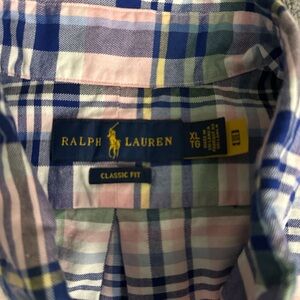 RALPH LAUREN
CLASSIC FIT
XL
TG